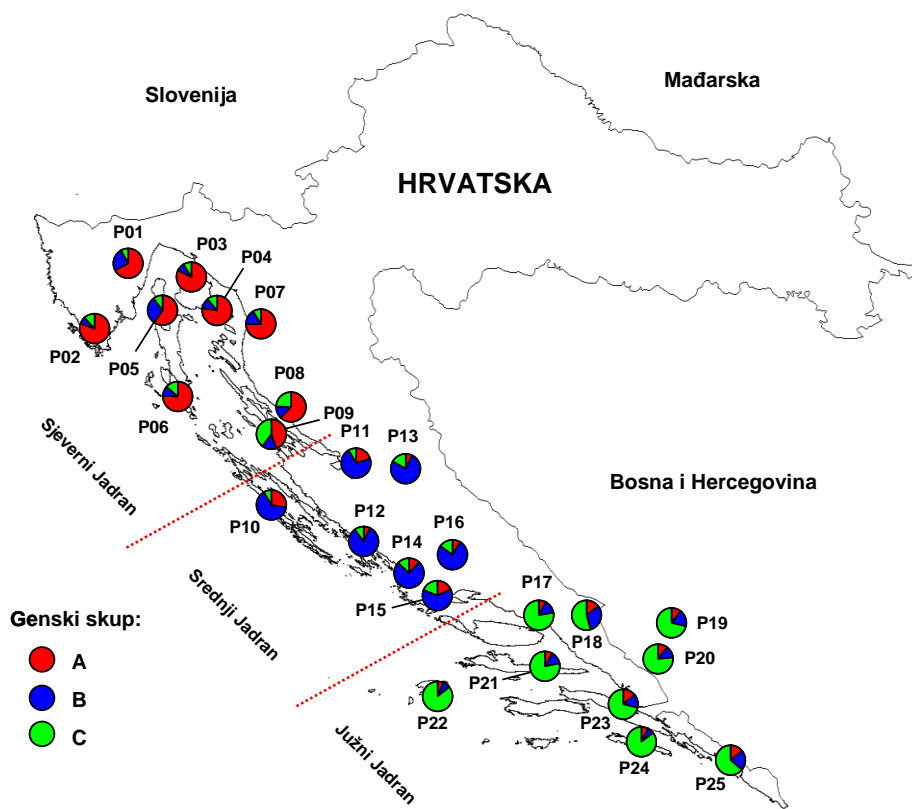 Mađarska
Slovenija
HRVATSKA
P01
P03
P04
P07
P02
P05
P06
P08
P09
P11
P13
Sjeverni Jadran
Bosna i Hercegovina
P10
P12
P16
P14
P15
Srednji Jadran
P17
P18
P19
P20
P21
P22
P23
P24
P25
Južni Jadran
Genski skup:
A
B
C